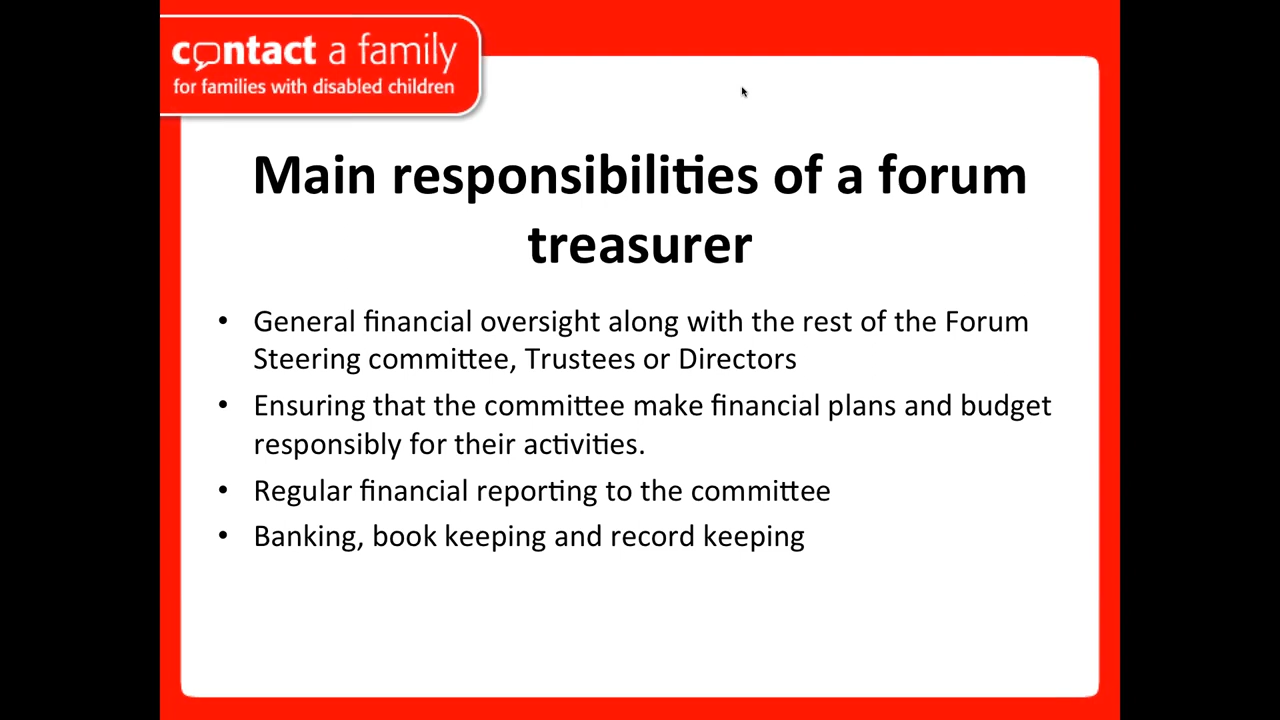 contact a family
for families with disabled children
Main responsibilities of a forum
treasurer
• General financial oversight along with the rest of the Forum
Steering committee, Trustees or Directors
• Ensuring that the committee make financial plans and budget
responsibly for their activities.
• Regular financial reporting to the committee
• Banking, book keeping and record keeping